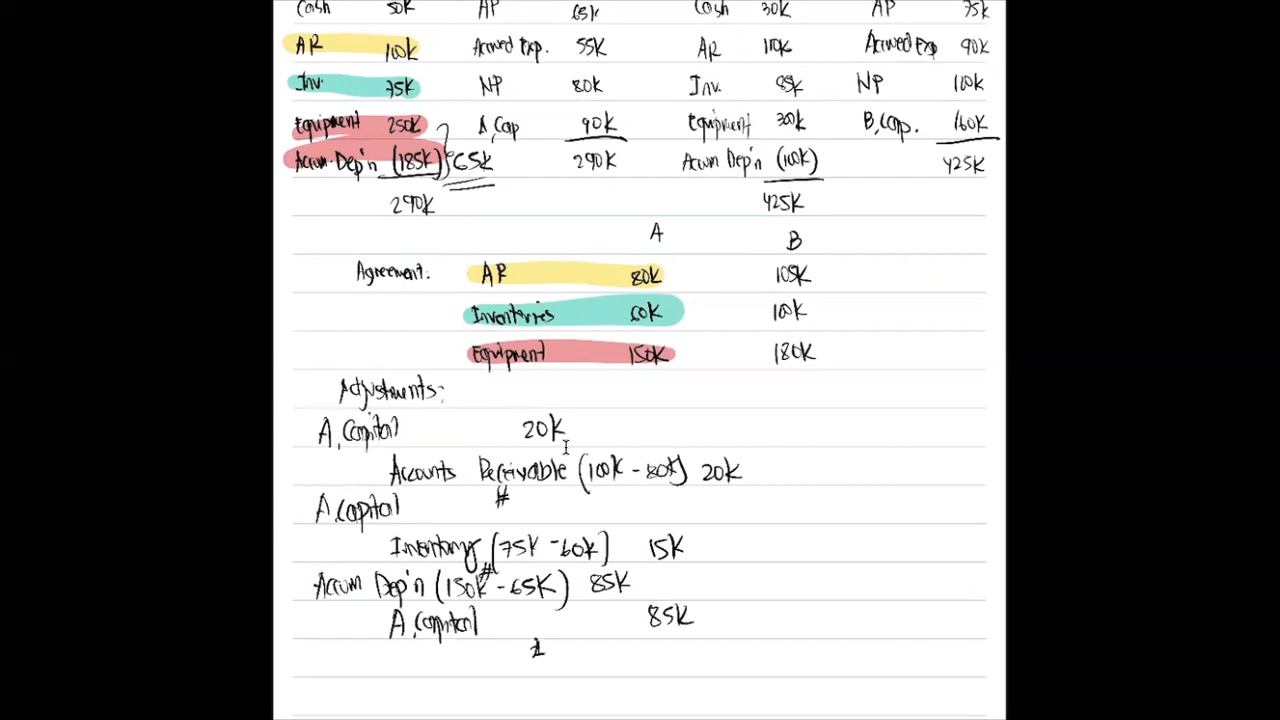 Cash 50K AP 65K Cash 30K AP 75K
AR 100K Accrued Exp. 55K AR 110K Accrued Exp 90K
Inv. 75K NP 80K Inv. 85K NP 100K
Equipment 250K A, Cap 90K Equipment 300K B, Cap. 160K
Accum. Dep'n (185K) 65K 290K Accum Dep'n (100K) 425K
290K 425K
A B
Agreement: AR 80K 105K
Inventories 60K 100K
Equipment 150K 180K
Adjustments:
A, Capital 20K
Accounts Receivable (100K - 80K) 20K
#
A, Capital
Inventory (75K - 60K) 15K
#
Accum Dep'n (150K - 65K) 85K
A, Capital 85K